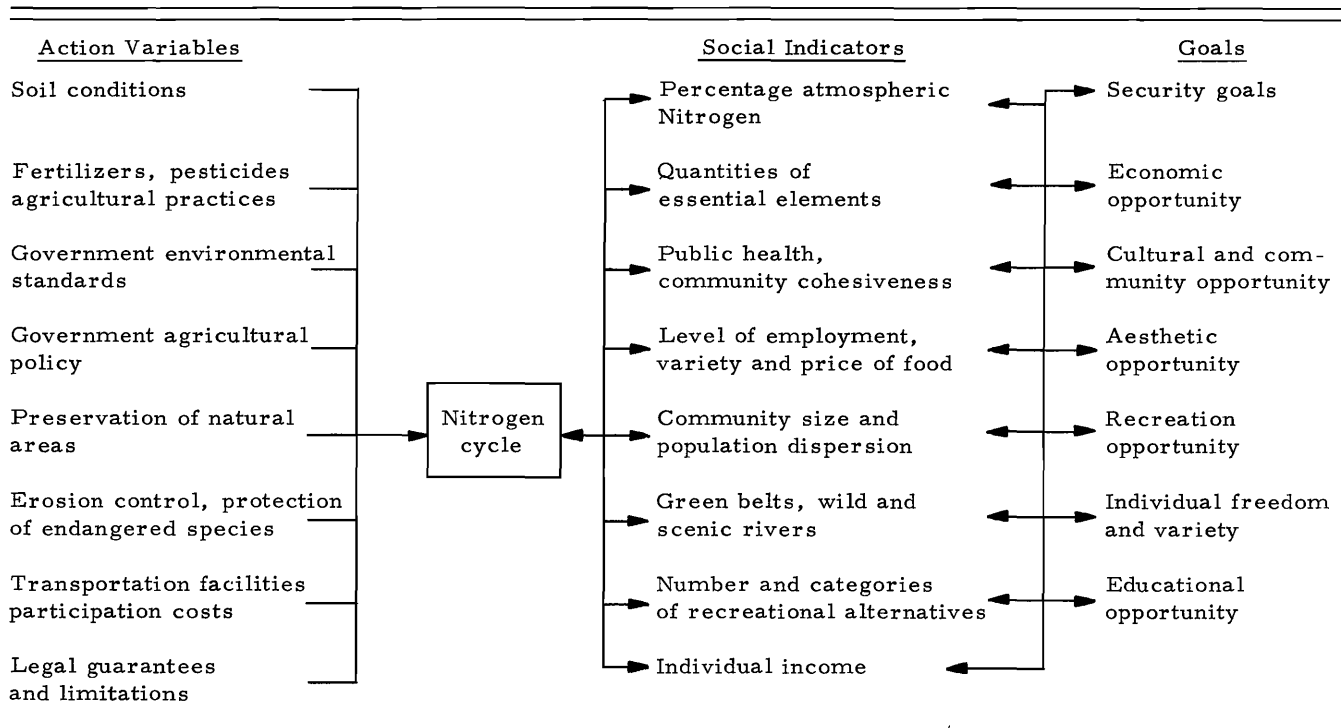 Action Variables
Soil conditions
Fertilizers, pesticides
agricultural practices
Government environmental
standards
Government agricultural
policy
Preservation of natural
areas
Erosion control, protection
of endangered species
Transportation facilities
participation costs
Legal guarantees
and limitations
Nitrogen
cycle
Social Indicators
Percentage atmospheric
Nitrogen
Quantities of
essential elements
Public health,
community cohesiveness
Level of employment,
variety and price of food
Community size and
population dispersion
Green belts, wild and
scenic rivers
Number and categories
of recreational alternatives
Individual income
Goals
Security goals
Economic
opportunity
Cultural and com-
munity opportunity
Aesthetic
opportunity
Recreation
opportunity
Individual freedom
and variety
Educational
opportunity